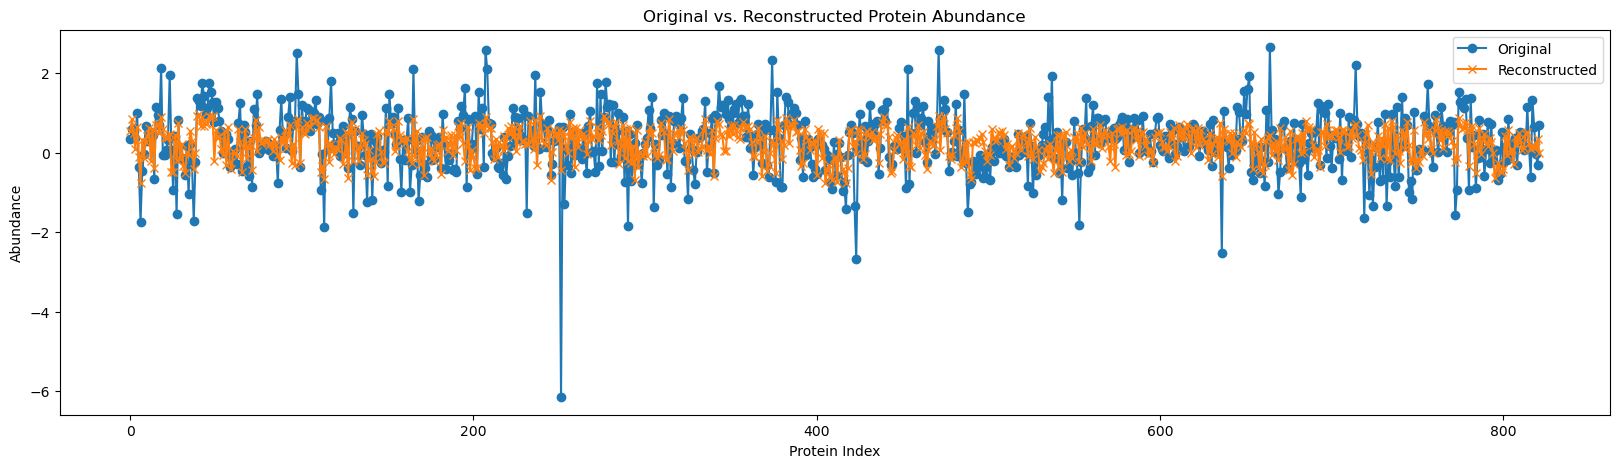 Original vs. Reconstructed Protein Abundance
Original
Reconstructed
Abundance
2
0
−2
−4
−6
0 200 400 600 800
Protein Index